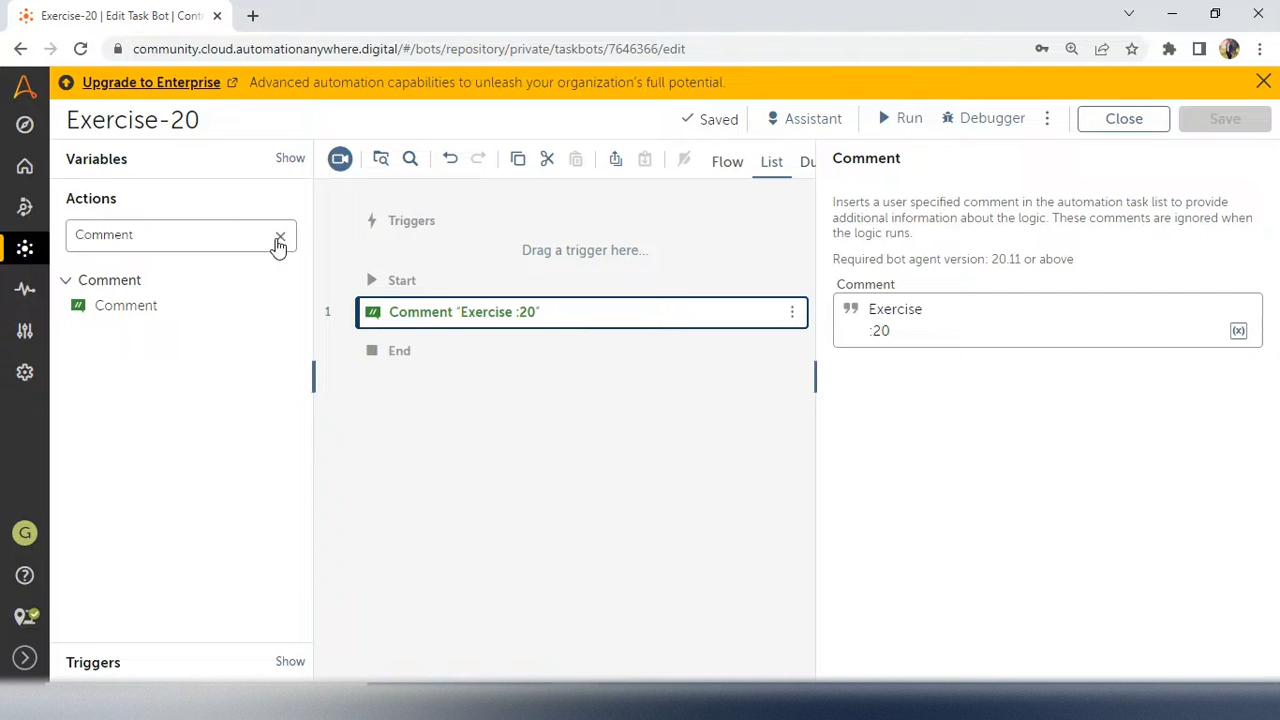 Exercise-20 | Edit Task Bot | Cont
community.cloud.automationanywhere.digital/#/bots/repository/private/taskbots/7646366/edit
Upgrade to Enterprise Advanced automation capabilities to unleash your organization's full potential.
Exercise-20
Saved
Assistant
Run
Debugger
Close
Save
Variables
Show
Flow
List
Du
Actions
Comment
Comment
Comment
Triggers
Drag a trigger here...
Start
1
Comment "Exercise :20"
End
Comment
Inserts a user specified comment in the automation task list to provide
additional information about the logic. These comments are ignored when
the logic runs.
Required bot agent version: 20.11 or above
Comment
Exercise
:20
(x)
G
Triggers
Show